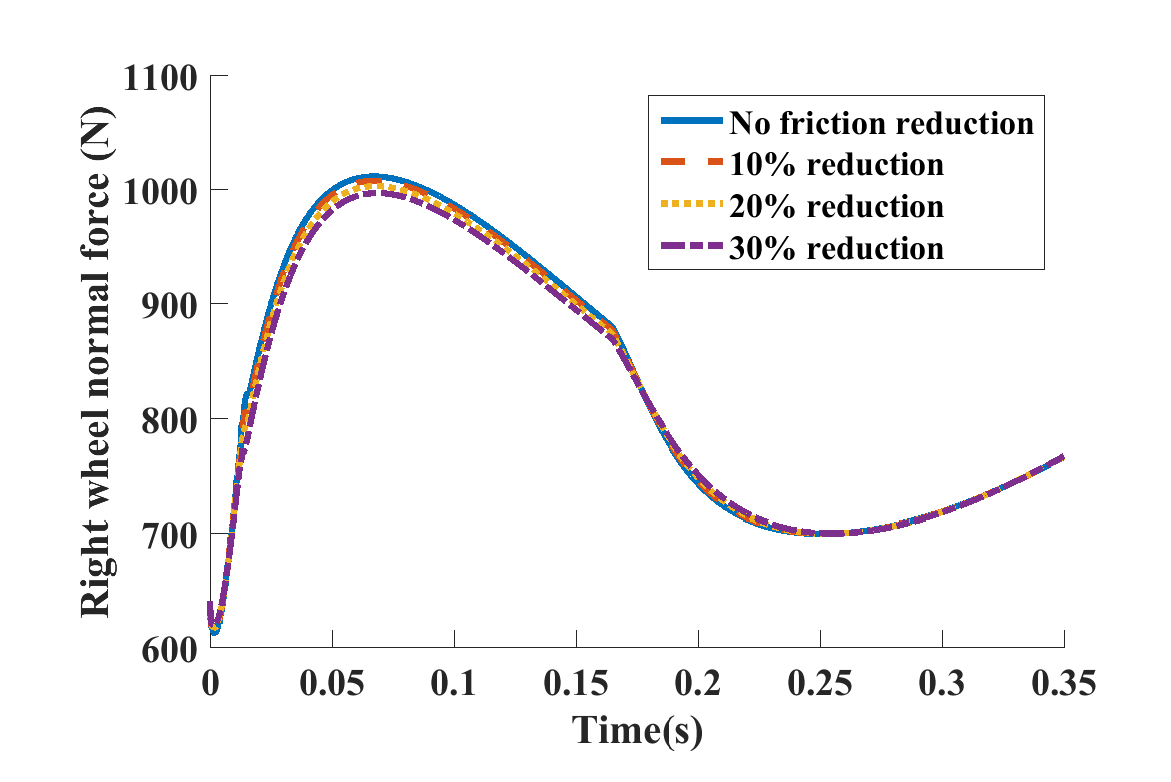 1100
1000
900
800
700
600
Right wheel normal force (N)
No friction reduction
10% reduction
20% reduction
30% reduction
0 0.05 0.1 0.15 0.2 0.25 0.3 0.35
Time(s)